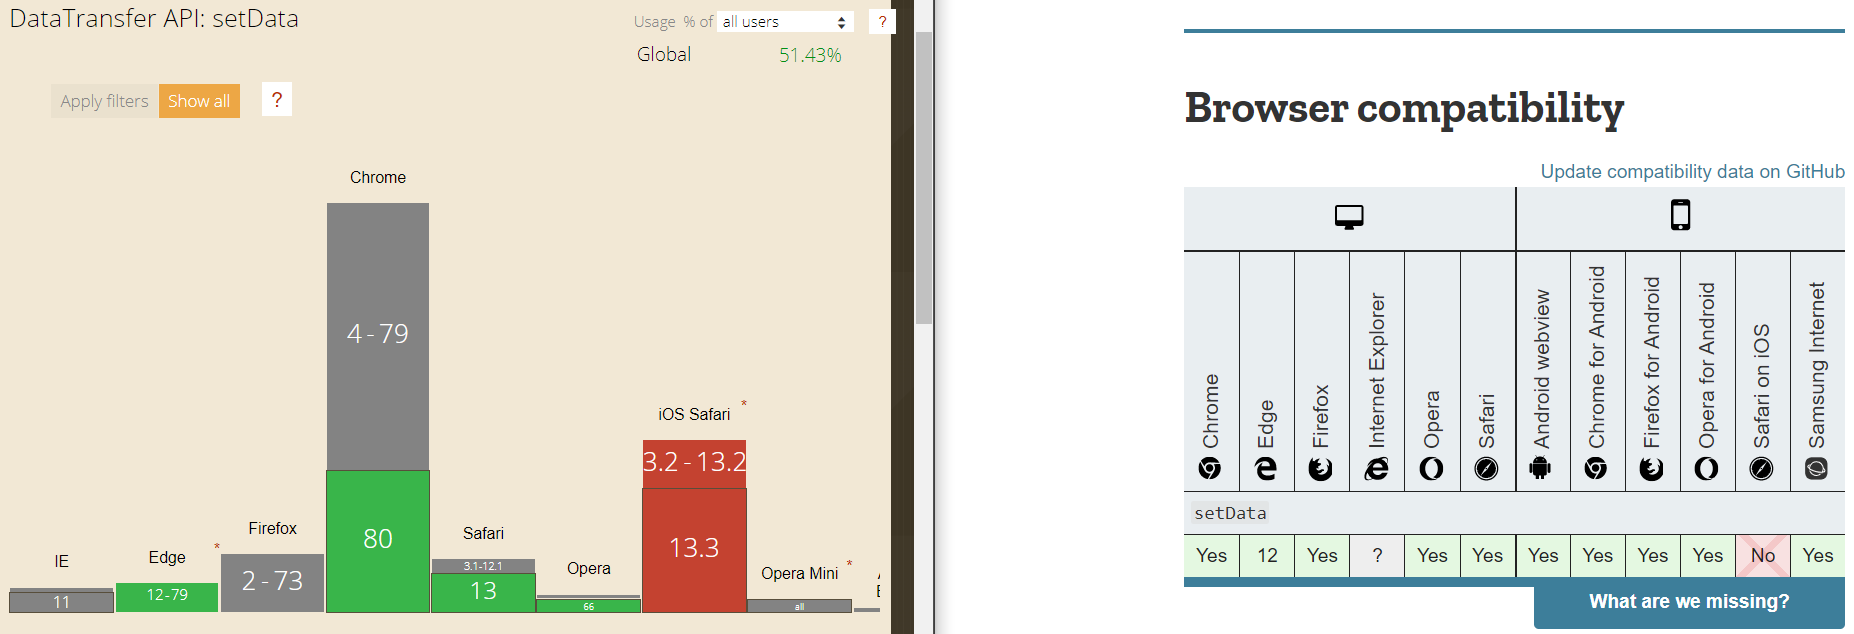 DataTransfer API: setData
Usage % of all users ?
Global 51.43%
Apply filters Show all ?
Chrome
4 - 79
80
iOS Safari *
3.2 - 13.2
13.3
IE
11
Edge *
12-79
Firefox
2 - 73
Safari
3.1-12.1
13
Opera
66
Opera Mini *
all
Browser compatibility
Update compatibility data on GitHub
Chrome
Edge
Firefox
Internet Explorer
Opera
Safari
Android webview
Chrome for Android
Firefox for Android
Opera for Android
Safari on iOS
Samsung Internet
setData
Yes 12 Yes ? Yes Yes Yes Yes Yes Yes No Yes
What are we missing?